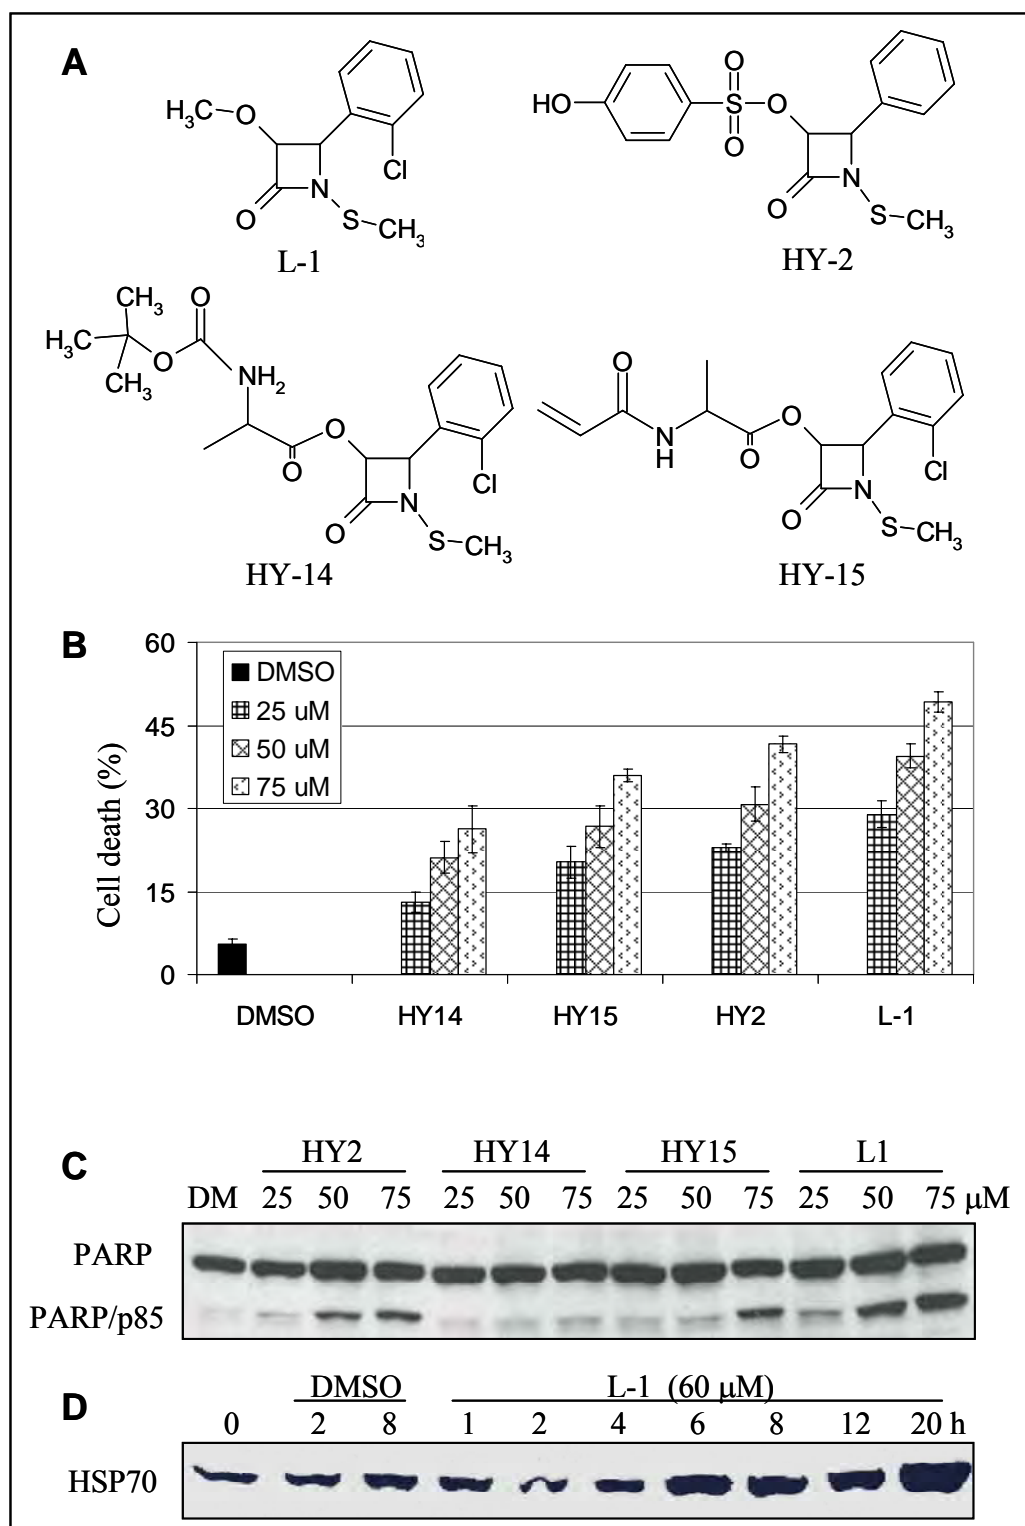 A
H₃C O
Cl
O N
S CH₃
L-1
HO S O
O
O
O N
S CH₃
HY-2
CH₃ O
H₃C O
CH₃ NH₂
O
O
Cl
O N
S CH₃
HY-14
O
N
H
O
O
Cl
O N
S CH₃
HY-15
B
Cell death (%)
60
45
30
15
0
DMSO
25 uM
50 uM
75 uM
DMSO HY14 HY15 HY2 L-1
C
HY2 HY14 HY15 L1
DM 25 50 75 25 50 75 25 50 75 25 50 75 μM
PARP
PARP/p85
D
DMSO L-1 (60 μM)
0 2 8 1 2 4 6 8 12 20 h
HSP70